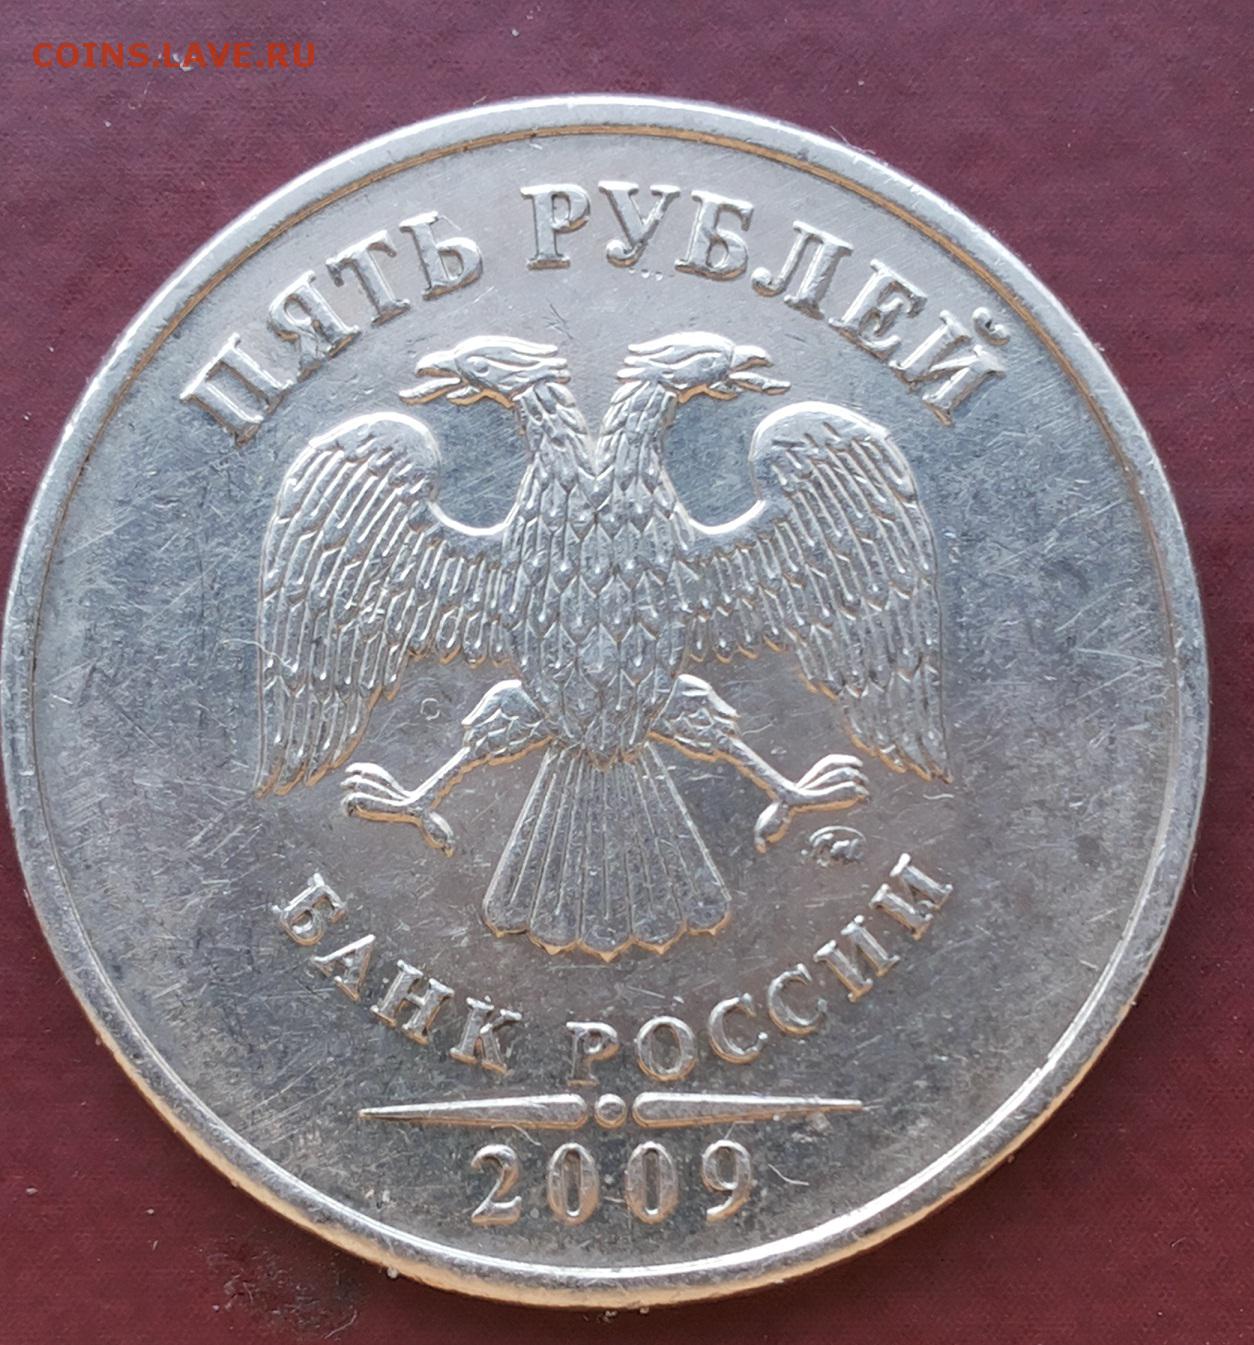 COINS.LAVE.RU
ПЯТЬ РУБЛЕЙ
БАНК РОССИИ
2009